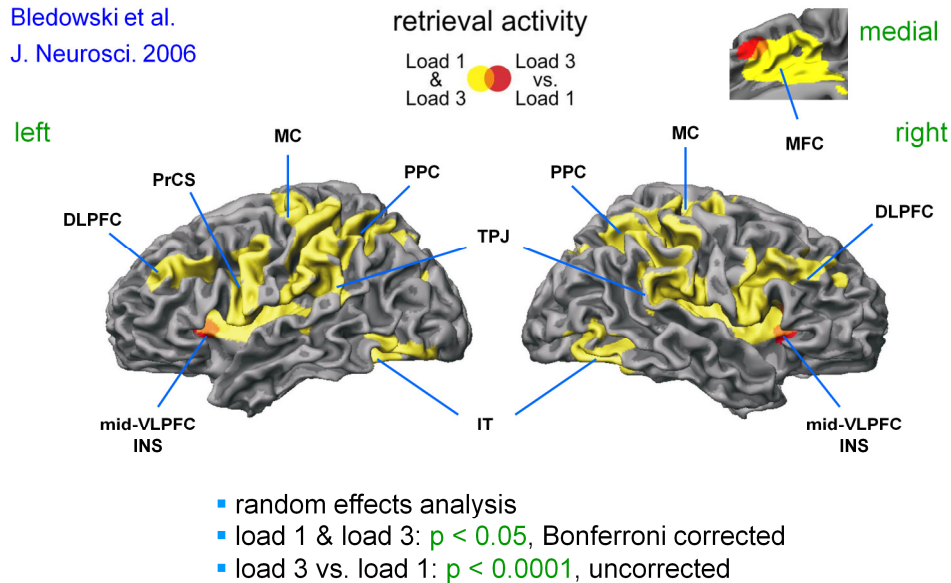 Bledowski et al.
J. Neurosci. 2006
retrieval activity
Load 1
&
Load 3
Load 3
vs.
Load 1
medial
MFC
left
right
MC
PrCS
PPC
DLPFC
TPJ
MC
PPC
DLPFC
mid-VLPFC
INS
IT
mid-VLPFC
INS
▪ random effects analysis
▪ load 1 & load 3: p < 0.05, Bonferroni corrected
▪ load 3 vs. load 1: p < 0.0001, uncorrected